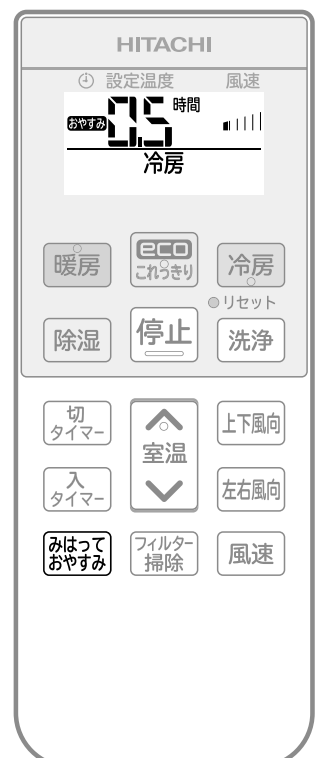 HITACHI
設定温度 風速
おやすみ 0.5 時間
冷房
暖房 eco これっきり 冷房
リセット
除湿 停止 洗浄
切タイマー 室温 上下風向
入タイマー 左右風向
みはっておやすみ フィルター掃除 風速